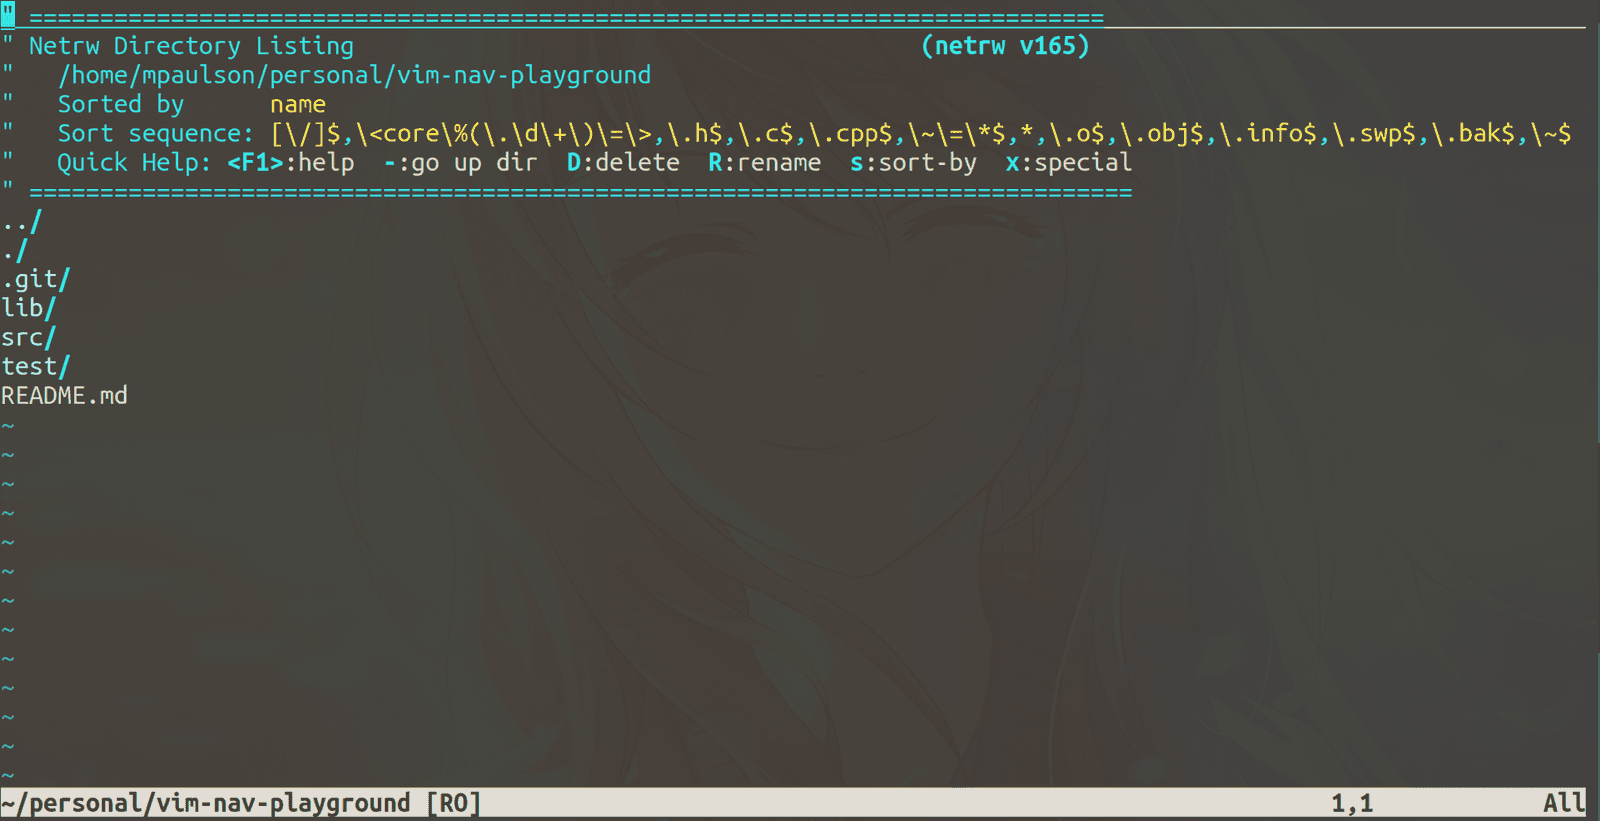 " ============================================================================
" Netrw Directory Listing                                        (netrw v165)
"   /home/mpaulson/personal/vim-nav-playground
"   Sorted by      name
"   Sort sequence: [\/]$,\<core\%(\.\d\+\)\=\>,\.h$,\.c$,\.cpp$,\~\=\*$,*,\.o$,\.obj$,\.info$,\.swp$,\.bak$,\~$
"   Quick Help: <F1>:help  -:go up dir  D:delete  R:rename  s:sort-by  x:special
" ==============================================================================
../
./
.git/
lib/
src/
test/
README.md
~
~
~
~
~
~
~
~
~
~
~
~
~
~/personal/vim-nav-playground [RO] 1,1 All